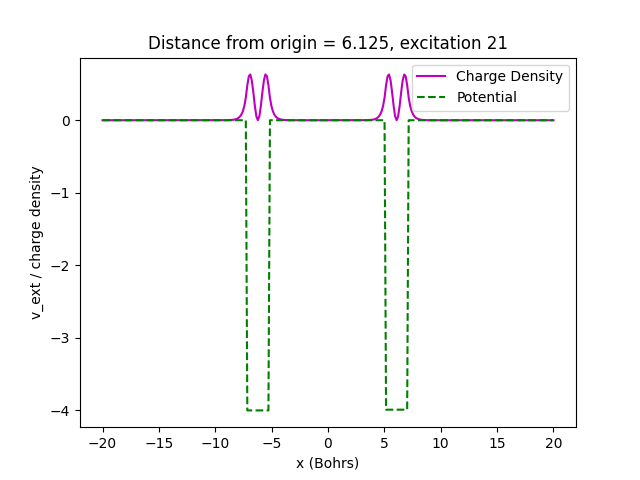 Distance from origin = 6.125, excitation 21
Charge Density
Potential
v_ext / charge density
0
−1
−2
−3
−4
−20
−15
−10
−5
0
5
10
15
20
x (Bohrs)